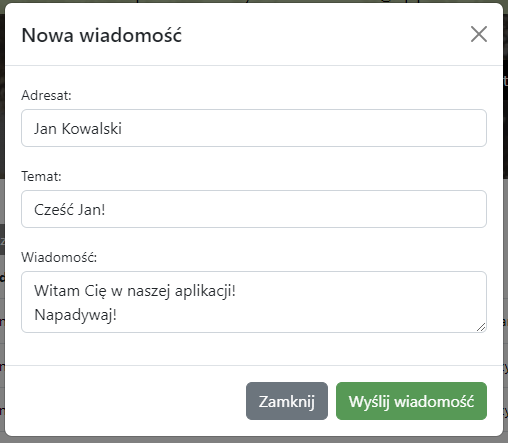 Nowa wiadomość
Adresat:
Jan Kowalski
Temat:
Cześć Jan!
Wiadomość:
Witam Cię w naszej aplikacji!
Napadywaj!
Zamknij
Wyślij wiadomość